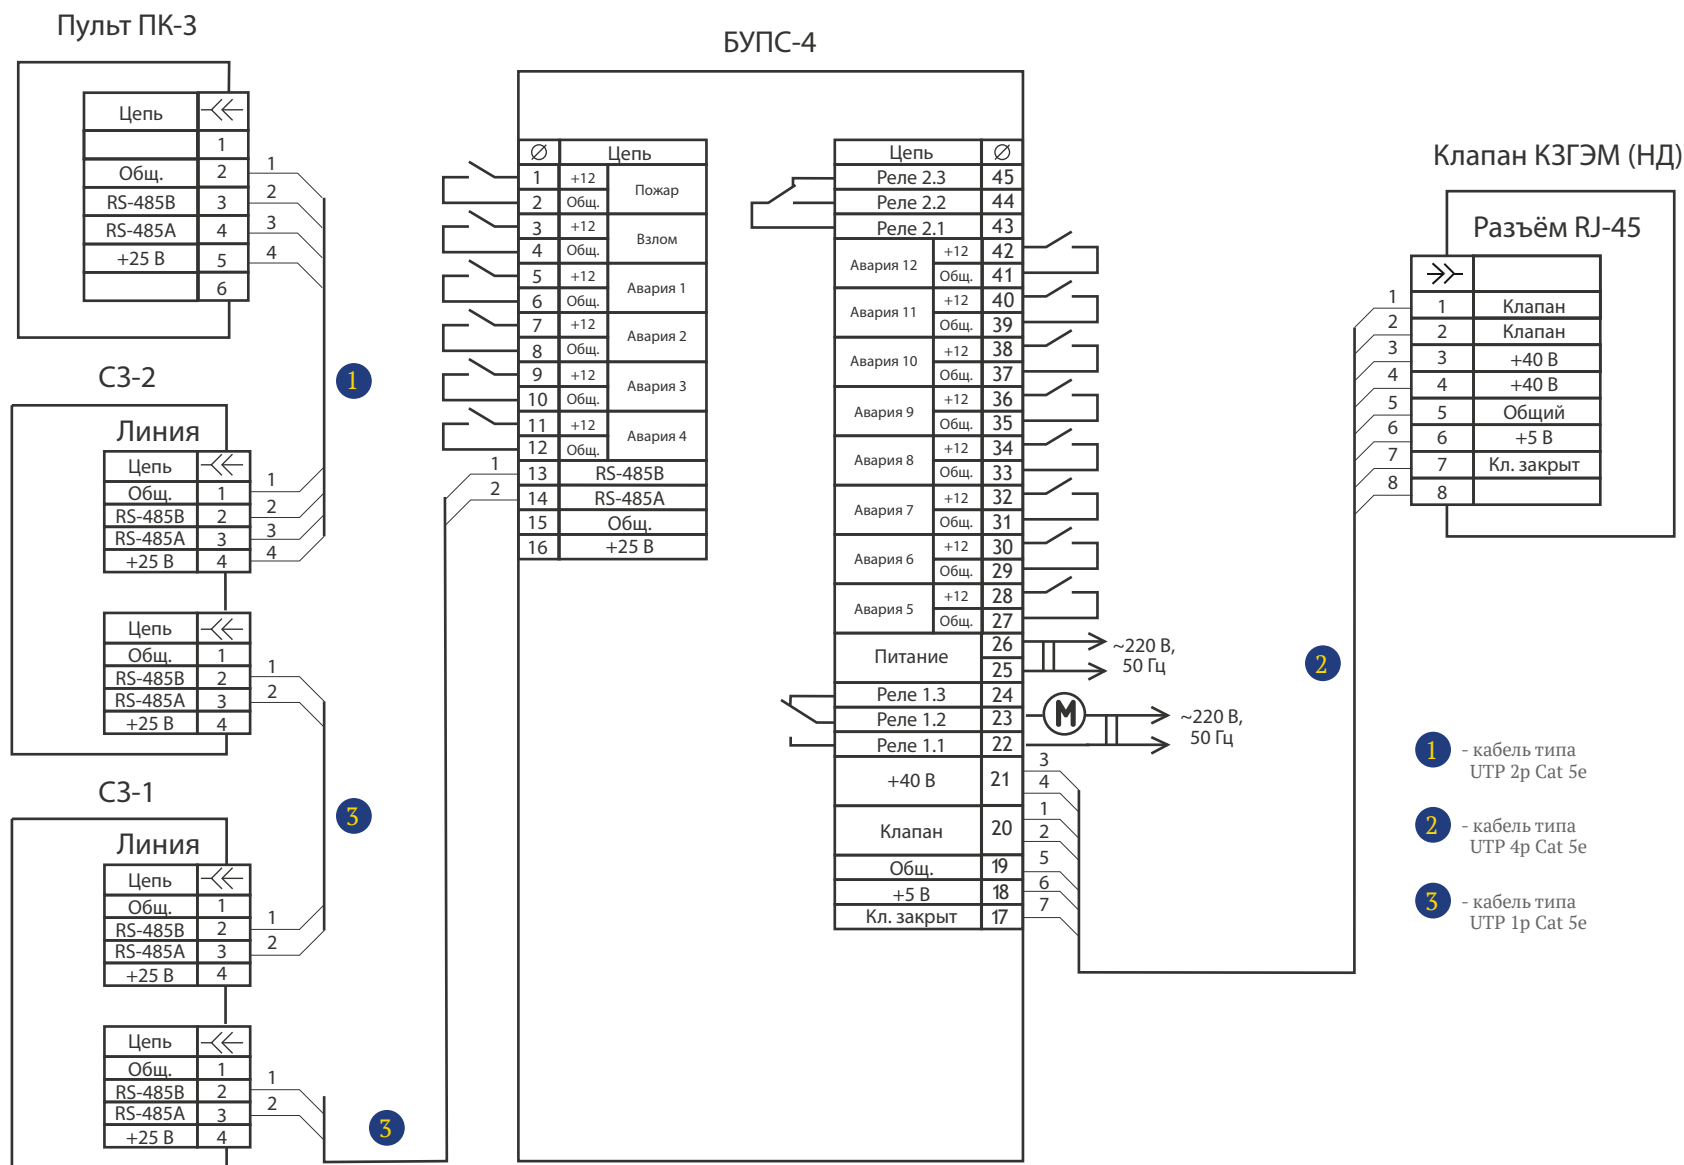 Пульт ПК-3
Цепь
1
Общ. 2
RS-485B 3
RS-485A 4
+25 В 5
6
1
2
3
4
1
С3-2
Линия
Цепь
Общ. 1
RS-485B 2
RS-485A 3
+25 В 4
1
2
3
4
Цепь
Общ. 1
RS-485B 2
RS-485A 3
+25 В 4
1
2
3
С3-1
Линия
Цепь
Общ. 1
RS-485B 2
RS-485A 3
+25 В 4
1
2
Цепь
Общ. 1
RS-485B 2
RS-485A 3
+25 В 4
1
2
3
БУПС-4
Ø Цепь
1 +12 Пожар
2 Общ.
3 +12 Взлом
4 Общ.
5 +12 Авария 1
6 Общ.
7 +12 Авария 2
8 Общ.
9 +12 Авария 3
10 Общ.
11 +12 Авария 4
12 Общ.
1 13 RS-485B
2 14 RS-485A
15 Общ.
16 +25 В
Цепь Ø
Реле 2.3 45
Реле 2.2 44
Реле 2.1 43
Авария 12 +12 42
Общ. 41
Авария 11 +12 40
Общ. 39
Авария 10 +12 38
Общ. 37
Авария 9 +12 36
Общ. 35
Авария 8 +12 34
Общ. 33
Авария 7 +12 32
Общ. 31
Авария 6 +12 30
Общ. 29
Авария 5 +12 28
Общ. 27
Питание 26
25
~220 В,
50 Гц
Реле 1.3 24
Реле 1.2 23
Реле 1.1 22
М
~220 В,
50 Гц
+40 В 21
3
4
Клапан 20
1
2
Общ. 19 5
+5 В 18 6
Кл. закрыт 17 7
2
Клапан КЗГЭМ (НД)
Разъём RJ-45
1 1 Клапан
2 2 Клапан
3 3 +40 В
4 4 +40 В
5 5 Общий
6 6 +5 В
7 7 Кл. закрыт
8 8
1 - кабель типа
UTP 2p Cat 5e
2 - кабель типа
UTP 4p Cat 5e
3 - кабель типа
UTP 1p Cat 5e